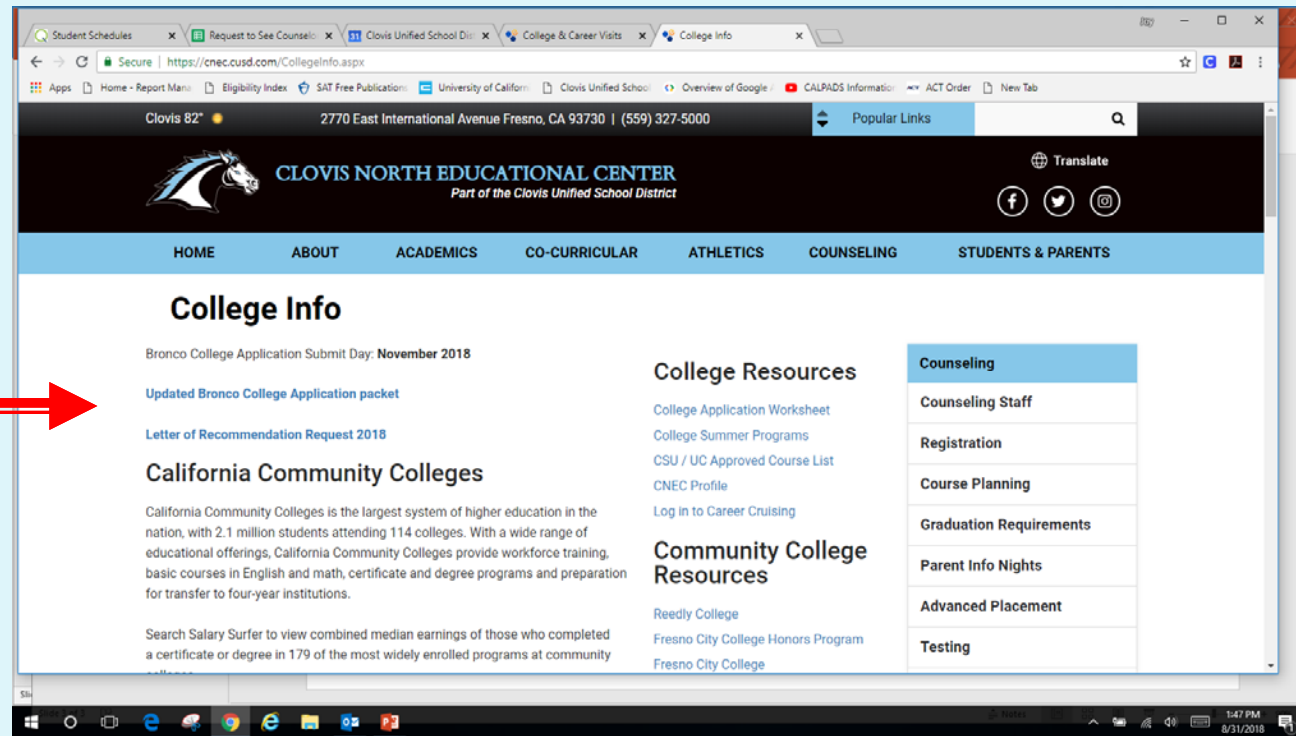 Student Schedules
Request to See Counselo
Clovis Unified School Dis
College & Career Visits
College Info
Secure | https://cnec.cusd.com/CollegeInfo.aspx
Apps
Home - Report Mana
Eligibility Index
SAT Free Publication
University of Californ
Clovis Unified School
Overview of Google
CALPADS Informatio
ACT Order
New Tab
Clovis 82°
2770 East International Avenue Fresno, CA 93730 | (559) 327-5000
Popular Links
CLOVIS NORTH EDUCATIONAL CENTER
Part of the Clovis Unified School District
Translate
HOME
ABOUT
ACADEMICS
CO-CURRICULAR
ATHLETICS
COUNSELING
STUDENTS & PARENTS
College Info
Bronco College Application Submit Day: November 2018
Updated Bronco College Application packet
Letter of Recommendation Request 2018
California Community Colleges
California Community Colleges is the largest system of higher education in the
nation, with 2.1 million students attending 114 colleges. With a wide range of
educational offerings, California Community Colleges provide workforce training,
basic courses in English and math, certificate and degree programs and preparation
for transfer to four-year institutions.
Search Salary Surfer to view combined median earnings of those who completed
a certificate or degree in 179 of the most widely enrolled programs at community
College Resources
College Application Worksheet
College Summer Programs
CSU / UC Approved Course List
CNEC Profile
Log in to Career Cruising
Community College
Resources
Reedly College
Fresno City College Honors Program
Fresno City College
Counseling
Counseling Staff
Registration
Course Planning
Graduation Requirements
Parent Info Nights
Advanced Placement
Testing
1:47 PM
8/31/2018